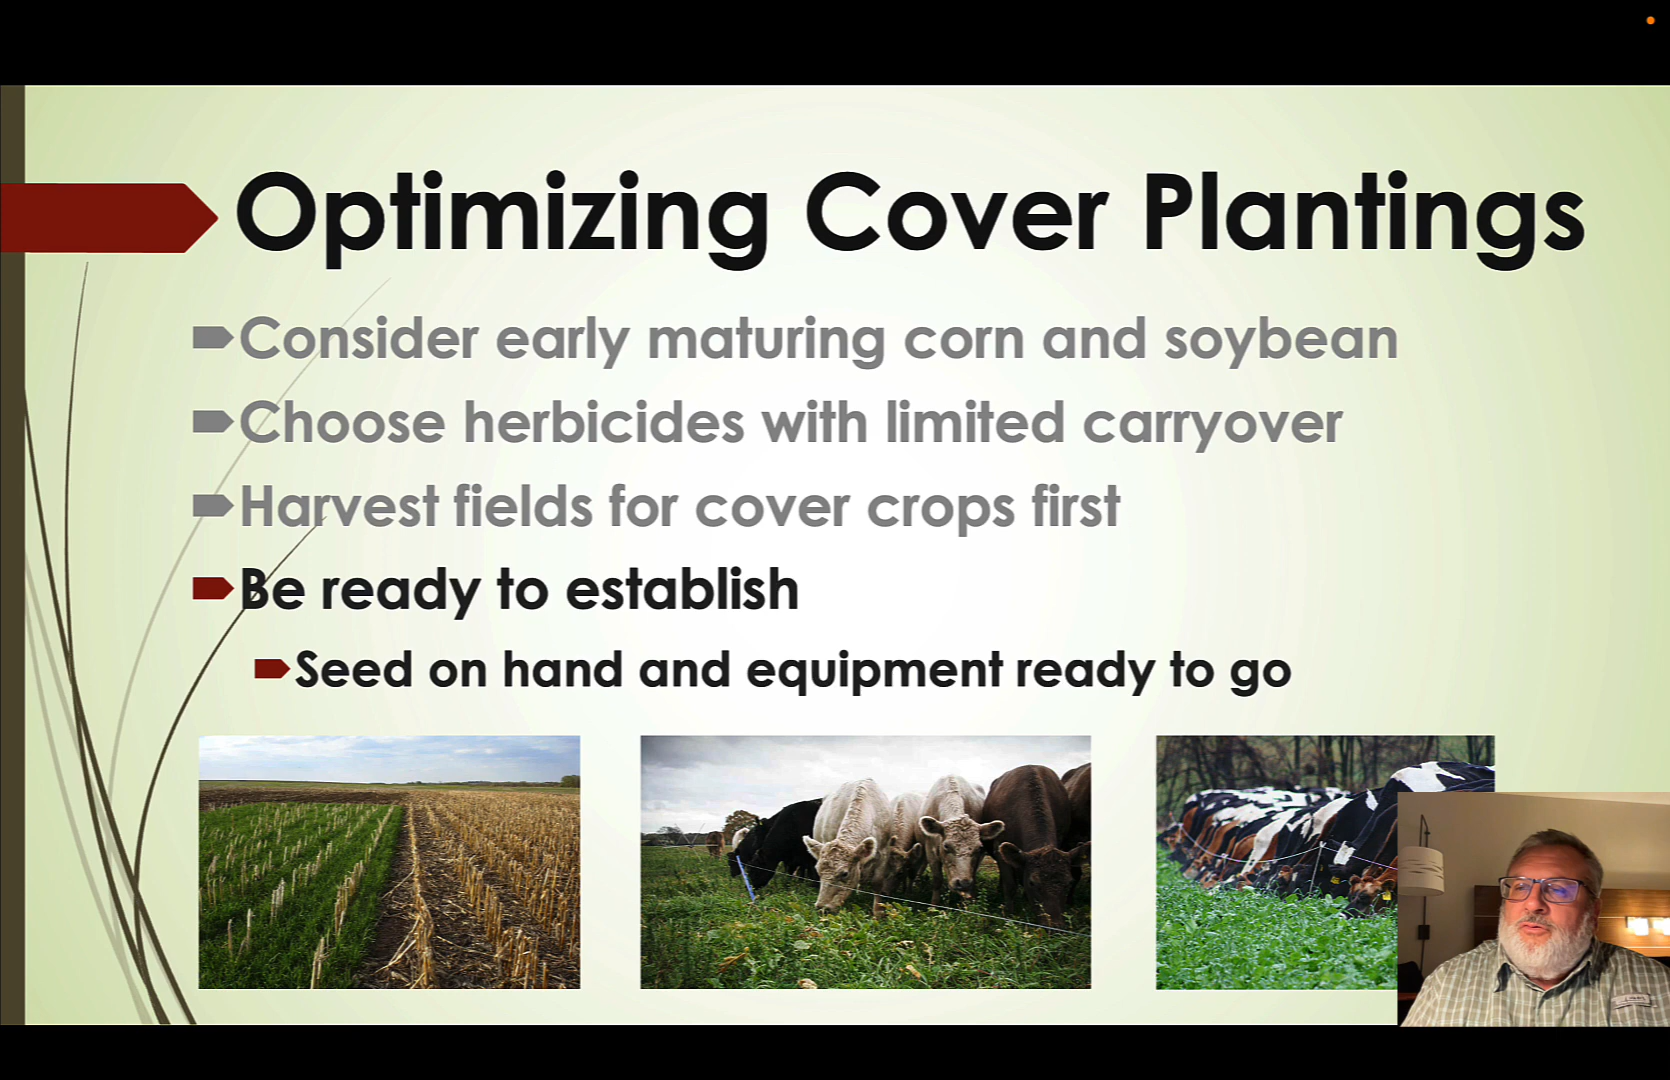 Optimizing Cover Plantings
Consider early maturing corn and soybean
Choose herbicides with limited carryover
Harvest fields for cover crops first
Be ready to establish
Seed on hand and equipment ready to go